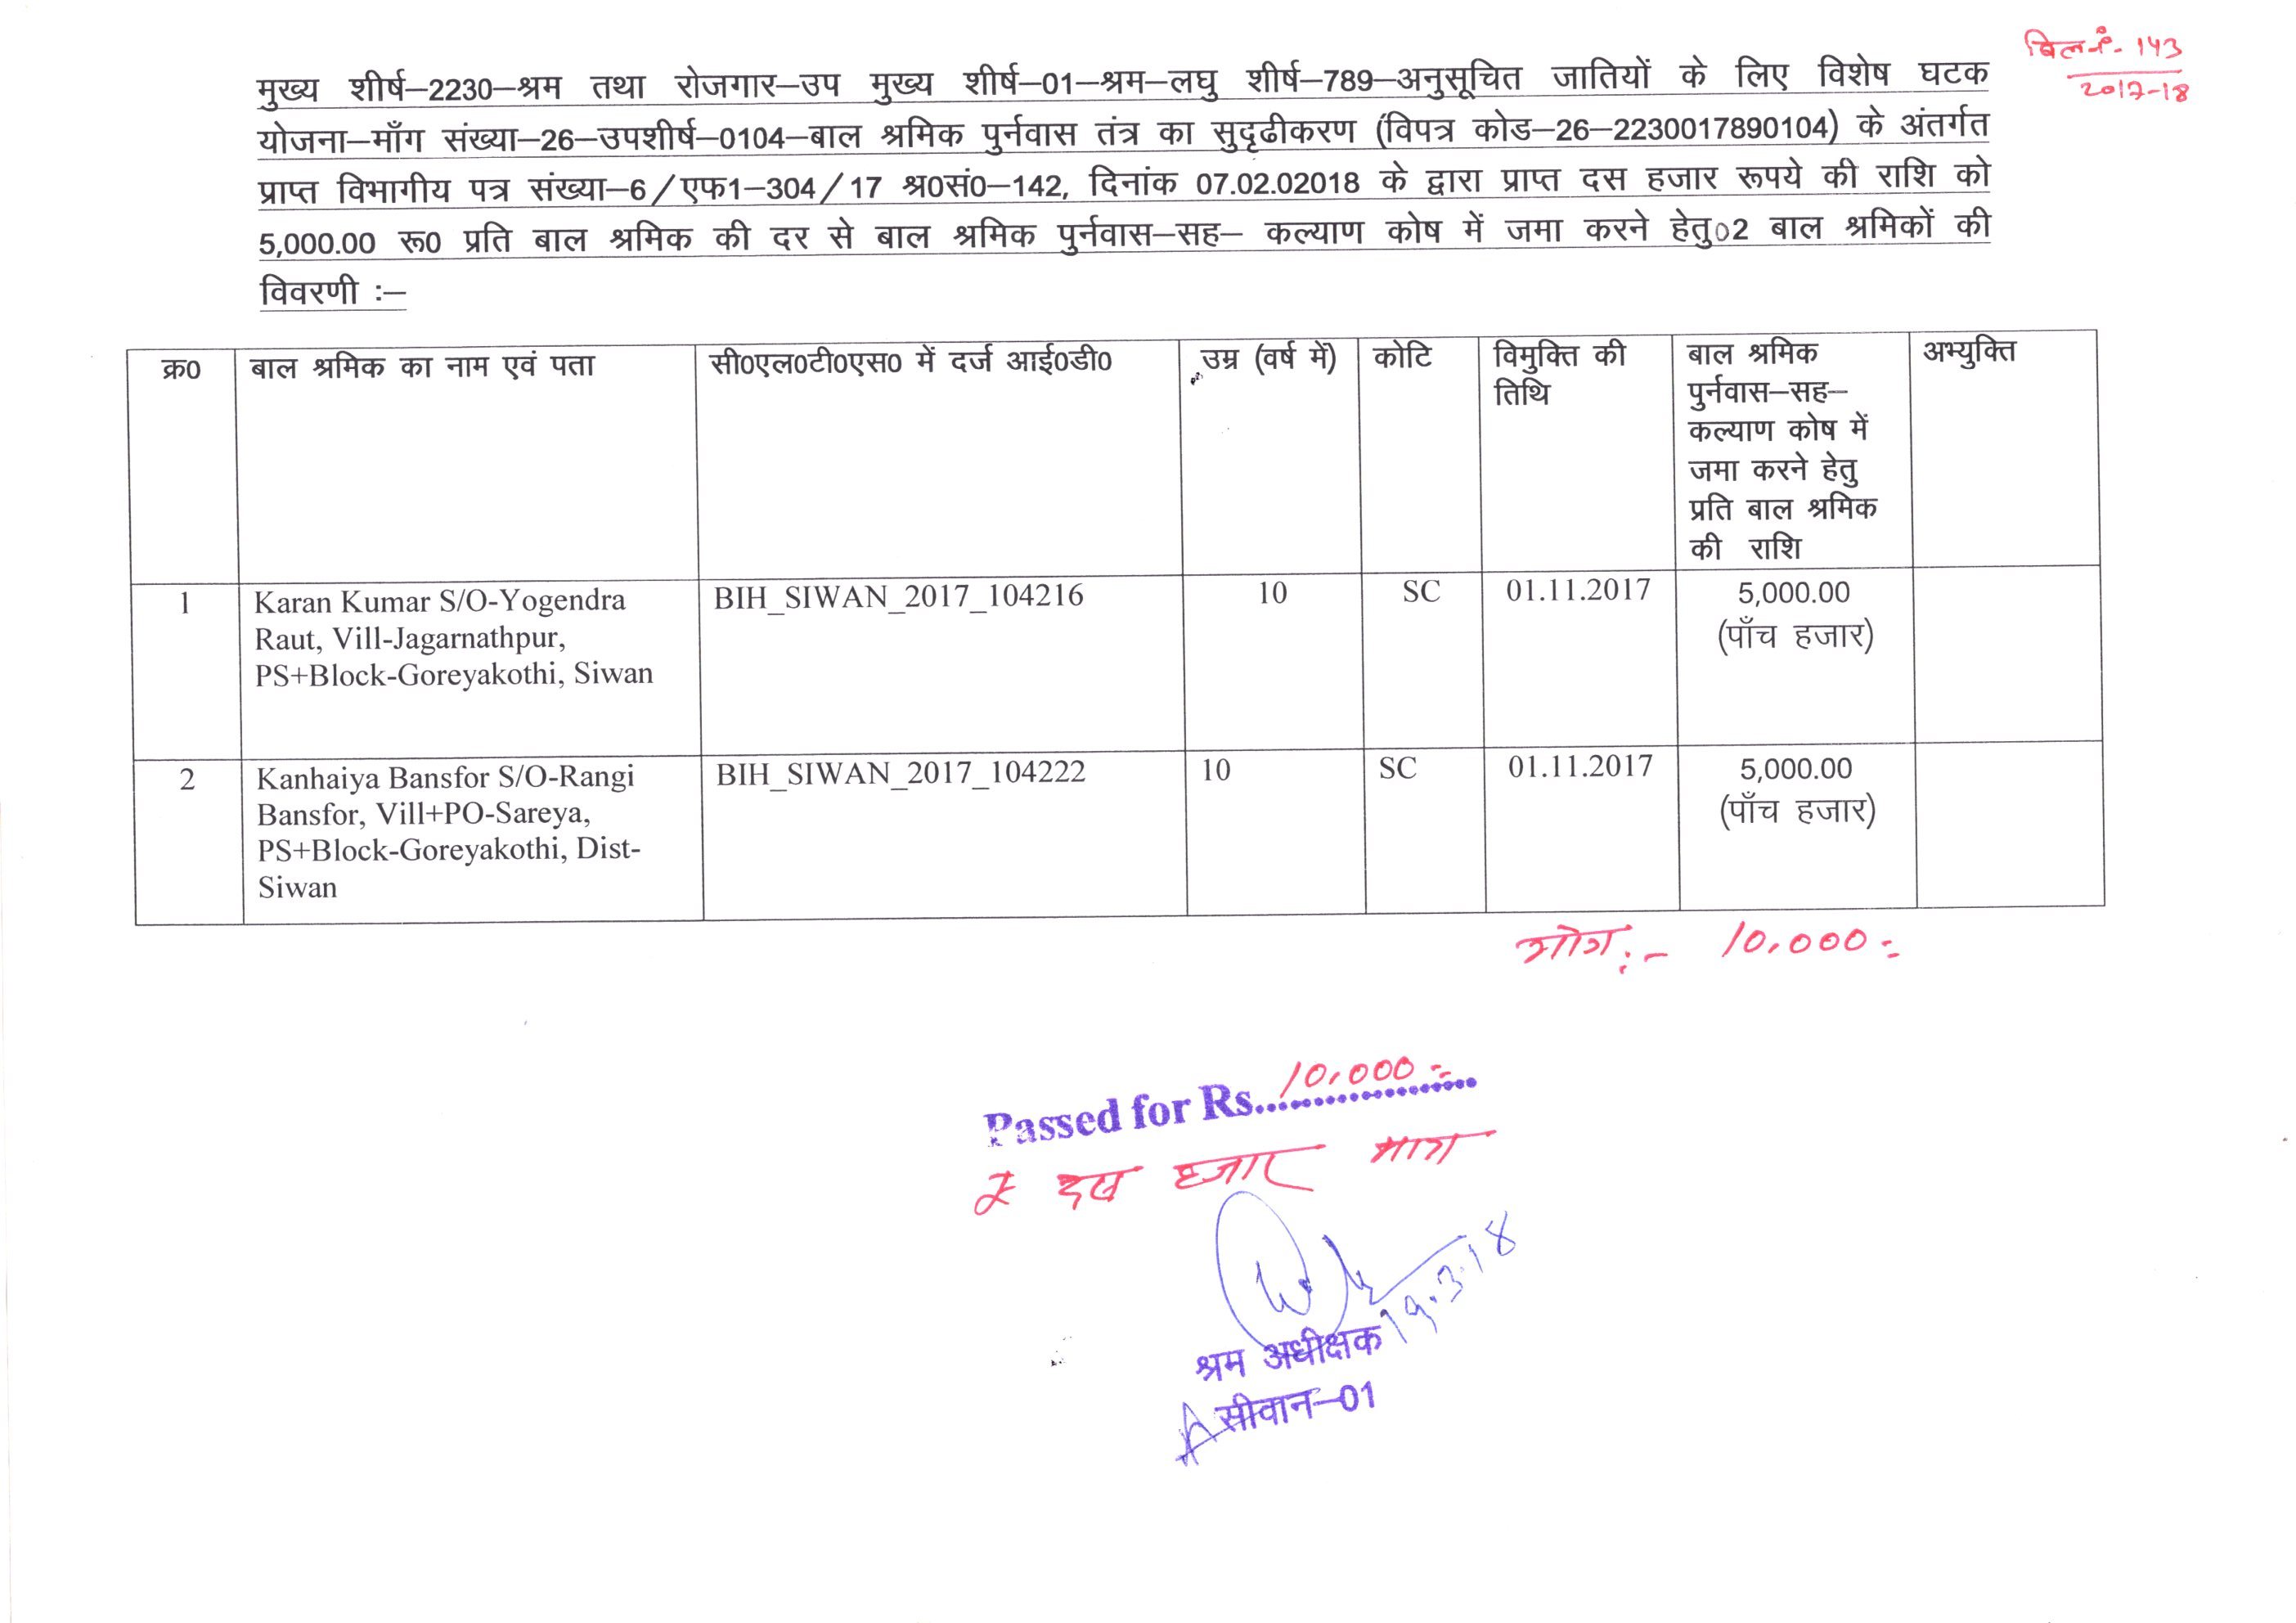 बिल नं- 143
2017-18
मुख्य शीर्ष–2230–श्रम तथा रोजगार–उप मुख्य शीर्ष–01–श्रम–लघु शीर्ष–789–अनुसूचित जातियों के लिए विशेष घटक
योजना–माँग संख्या–26–उपशीर्ष–0104–बाल श्रमिक पुर्नवास तंत्र का सुदृढीकरण (विपत्र कोड–26–2230017890104) के अंतर्गत
प्राप्त विभागीय पत्र संख्या–6/एफ1–304/17 श्र0सं0–142, दिनांक 07.02.02018 के द्वारा प्राप्त दस हजार रूपये की राशि को
5,000.00 रू0 प्रति बाल श्रमिक की दर से बाल श्रमिक पुर्नवास–सह– कल्याण कोष में जमा करने हेतु02 बाल श्रमिकों की
विवरणी :–
क्र0 बाल श्रमिक का नाम एवं पता सी0एल0टी0एस0 में दर्ज आई0डी0 उम्र (वर्ष में) कोटि विमुक्ति की बाल श्रमिक अभ्युक्ति
तिथि पुर्नवास–सह–
कल्याण कोष में
जमा करने हेतु
प्रति बाल श्रमिक
की राशि
1 Karan Kumar S/O-Yogendra BIH_SIWAN_2017_104216 10 SC 01.11.2017 5,000.00
Raut, Vill-Jagarnathpur, (पाँच हजार)
PS+Block-Goreyakothi, Siwan
2 Kanhaiya Bansfor S/O-Rangi BIH_SIWAN_2017_104222 10 SC 01.11.2017 5,000.00
Bansfor, Vill+PO-Sareya, (पाँच हजार)
PS+Block-Goreyakothi, Dist-
Siwan
योग:- 10,000=
Passed for Rs. 10,000=
रू दस हजार मात्र
19.3.18
श्रम अधीक्षक
सीवान–01